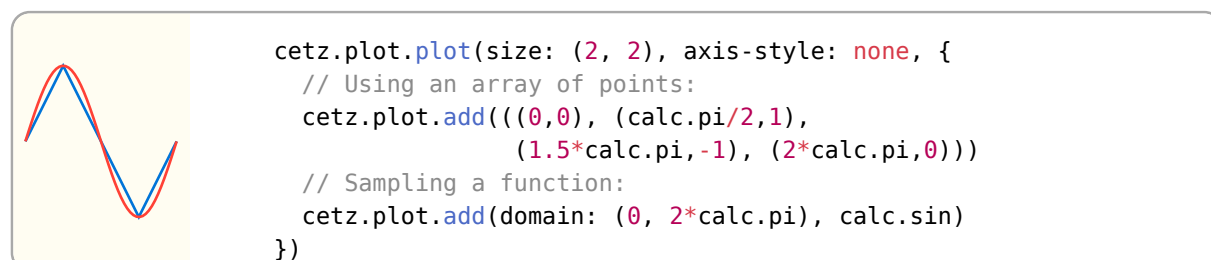 cetz.plot.plot(size: (2, 2), axis-style: none, {
  // Using an array of points:
  cetz.plot.add(((0,0), (calc.pi/2,1),
                 (1.5*calc.pi,-1), (2*calc.pi,0)))
  // Sampling a function:
  cetz.plot.add(domain: (0, 2*calc.pi), calc.sin)
})